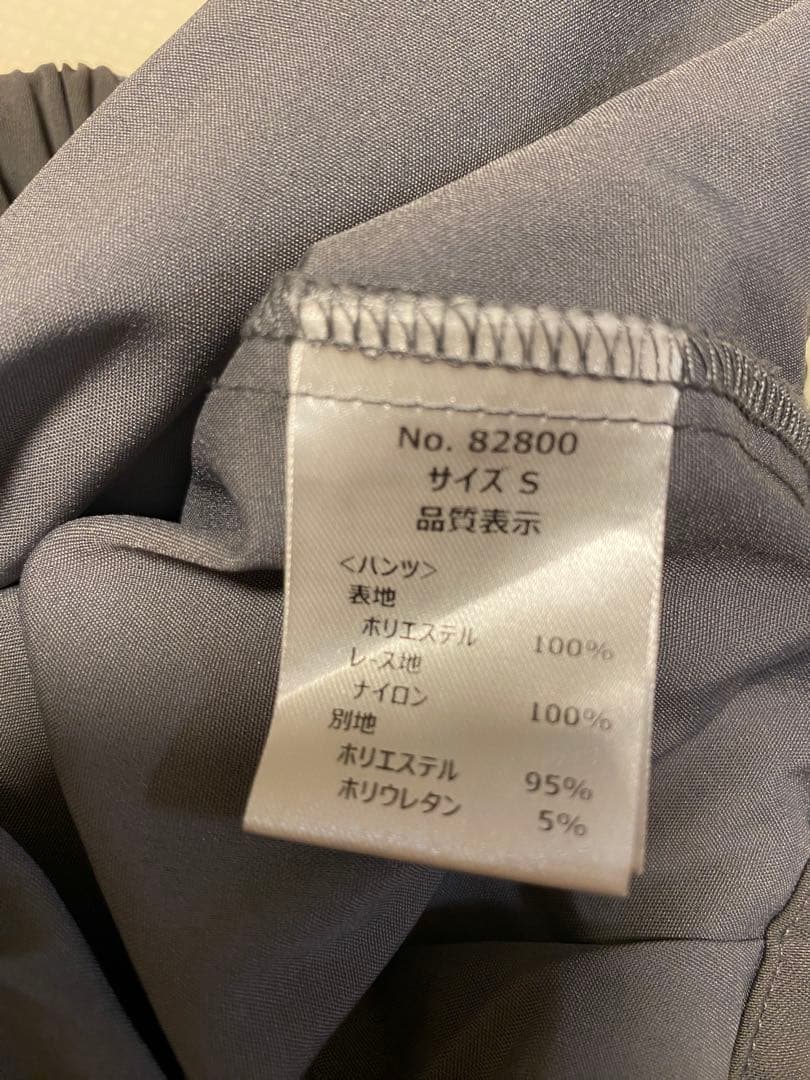 No. 82800
サイズ S
品質表示
<パンツ>
表地
ポリエステル 100%
レース地
ナイロン 100%
別地
ポリエステル 95%
ポリウレタン 5%